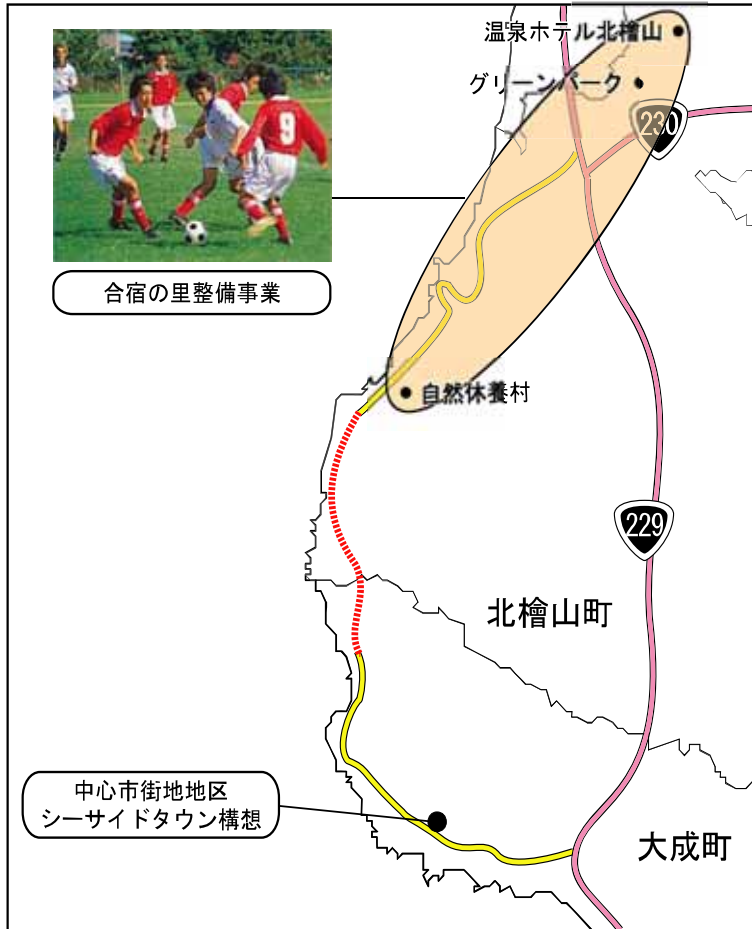 温泉ホテル北檜山
グリーンパーク
230
9
合宿の里整備事業
自然休養村
229
北檜山町
中心市街地地区
シーサイドタウン構想
大成町